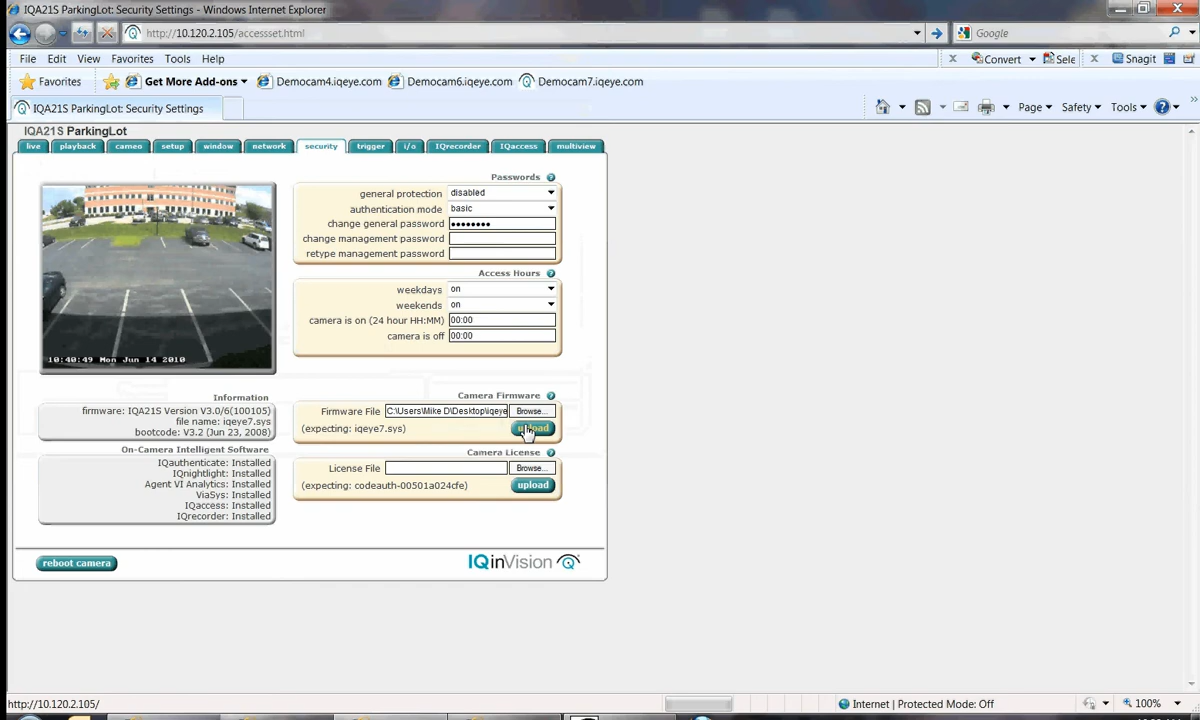 IQA21S ParkingLot: Security Settings - Windows Internet Explorer
http://10.120.2.105/accessset.html
Google
File Edit View Favorites Tools Help
x Convert Sele x Snagit
Favorites Get More Add-ons Democam4.iqeye.com Democam6.iqeye.com Democam7.iqeye.com
IQA21S ParkingLot: Security Settings
Page Safety Tools
IQA21S ParkingLot
live playback cameo setup window network security trigger i/o IQrecorder IQaccess multiview
Passwords
general protection disabled
authentication mode basic
change general password ••••••••
change management password
retype management password
Access Hours
weekdays on
weekends on
camera is on (24 hour HH:MM) 00:00
camera is off 00:00
10:40:49 Mon Jun 14 2010
Information
firmware: IQA21S Version V3.0/6(100105)
file name: iqeye7.sys
bootcode: V3.2 (Jun 23, 2008)
Camera Firmware
Firmware File C:\Users\Mike D\Desktop\iqeye Browse...
(expecting: iqeye7.sys) upload
On-Camera Intelligent Software
IQauthenticate: Installed
IQnightlight: Installed
Agent VI Analytics: Installed
ViaSys: Installed
IQaccess: Installed
IQrecorder: Installed
Camera License
License File Browse...
(expecting: codeauth-00501a024cfe) upload
reboot camera
IQinVision
http://10.120.2.105/
Internet | Protected Mode: Off
100%